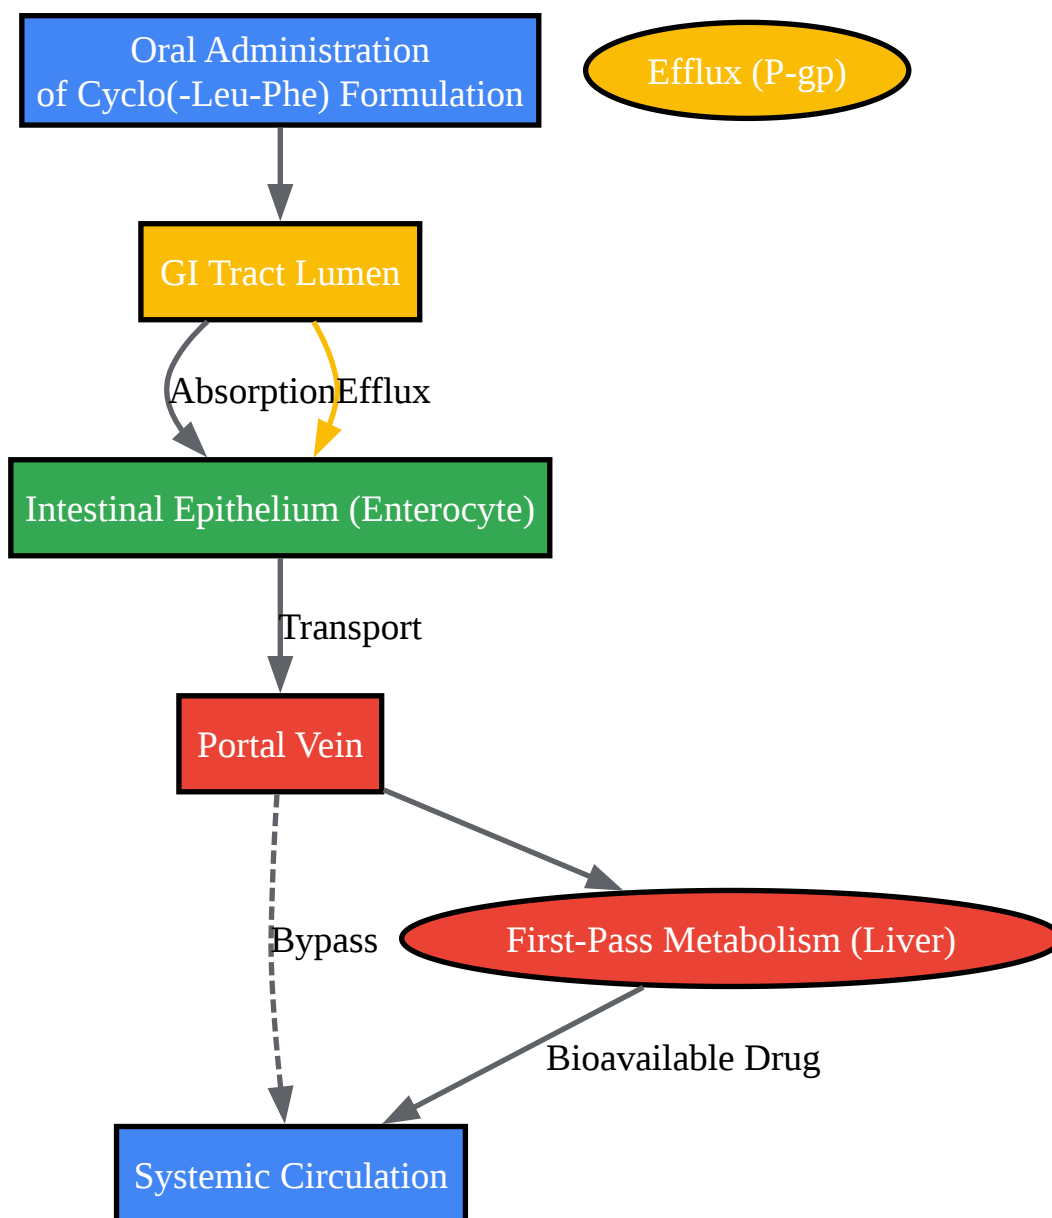 Oral Administration
of Cyclo(-Leu-Phe) Formulation
Efflux (P-gp)
GI Tract Lumen
Absorption
Efflux
Intestinal Epithelium (Enterocyte)
Transport
Portal Vein
Bypass
First-Pass Metabolism (Liver)
Bioavailable Drug
Systemic Circulation